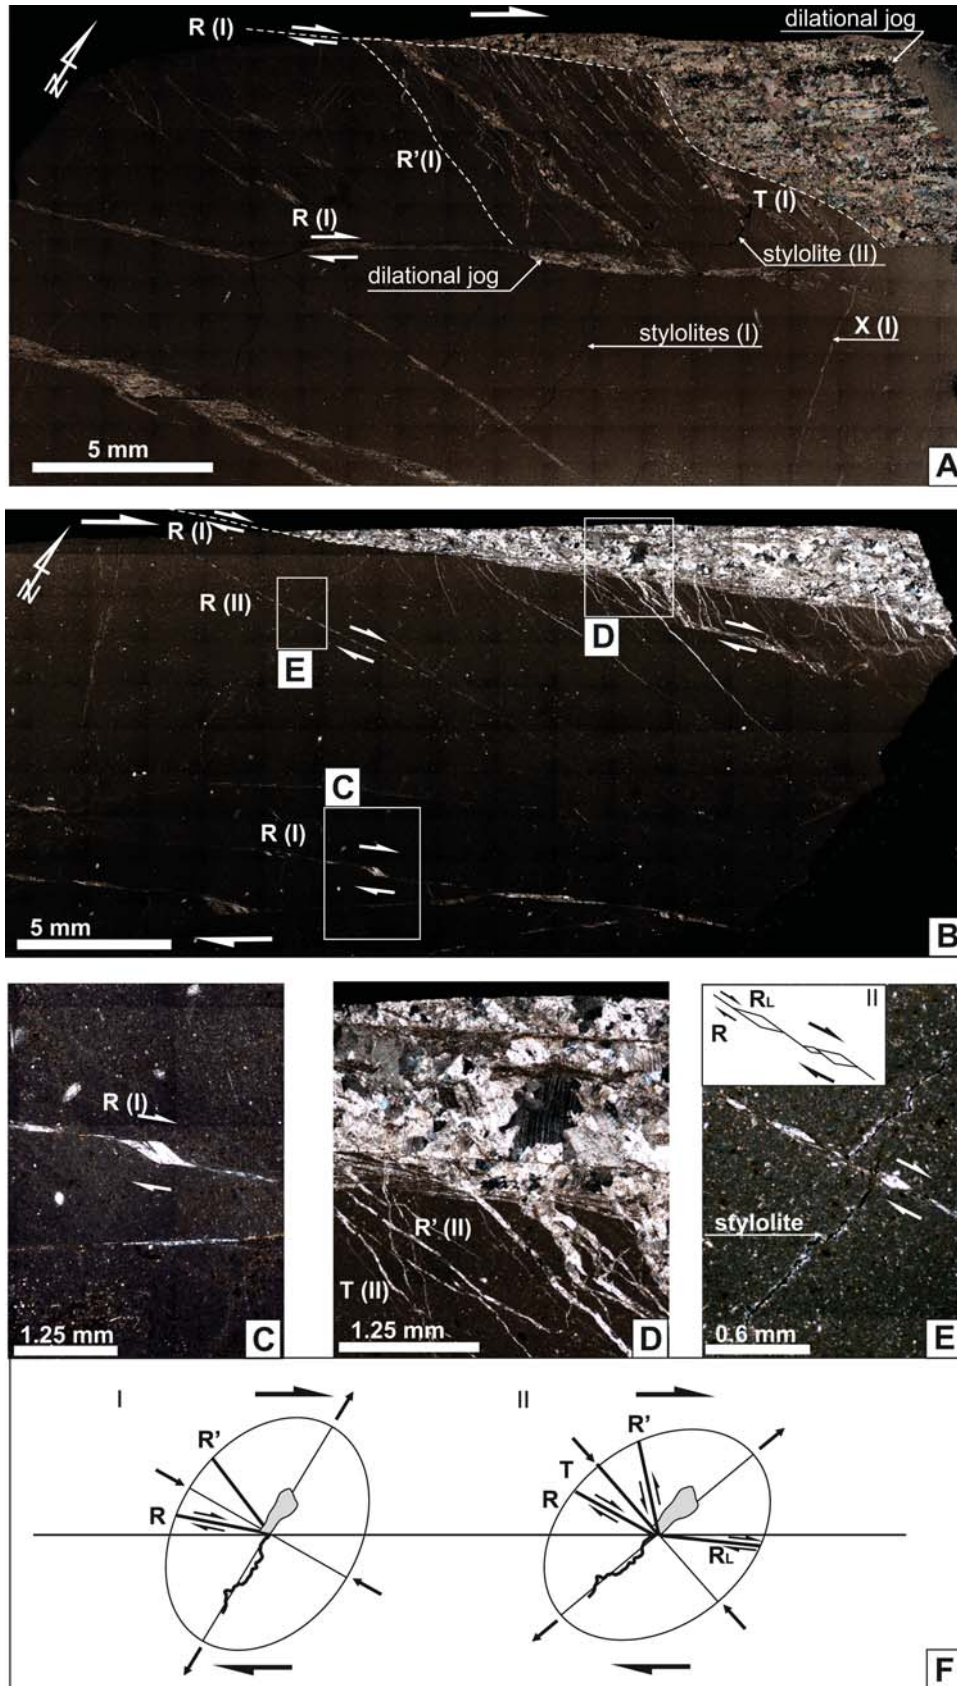 dilational jog
R (I)
N
R'(I)
T (I)
R (I)
stylolite (II)
dilational jog
stylolites (I)
X (I)
5 mm
A
R (I)
N
R (II)
D
E
C
R (I)
5 mm
B
R (I)
1.25 mm
C
R' (II)
T (II)
1.25 mm
D
RL
II
R
stylolite
0.6 mm
E
I
II
R'
R'
T
R
R
RL
F